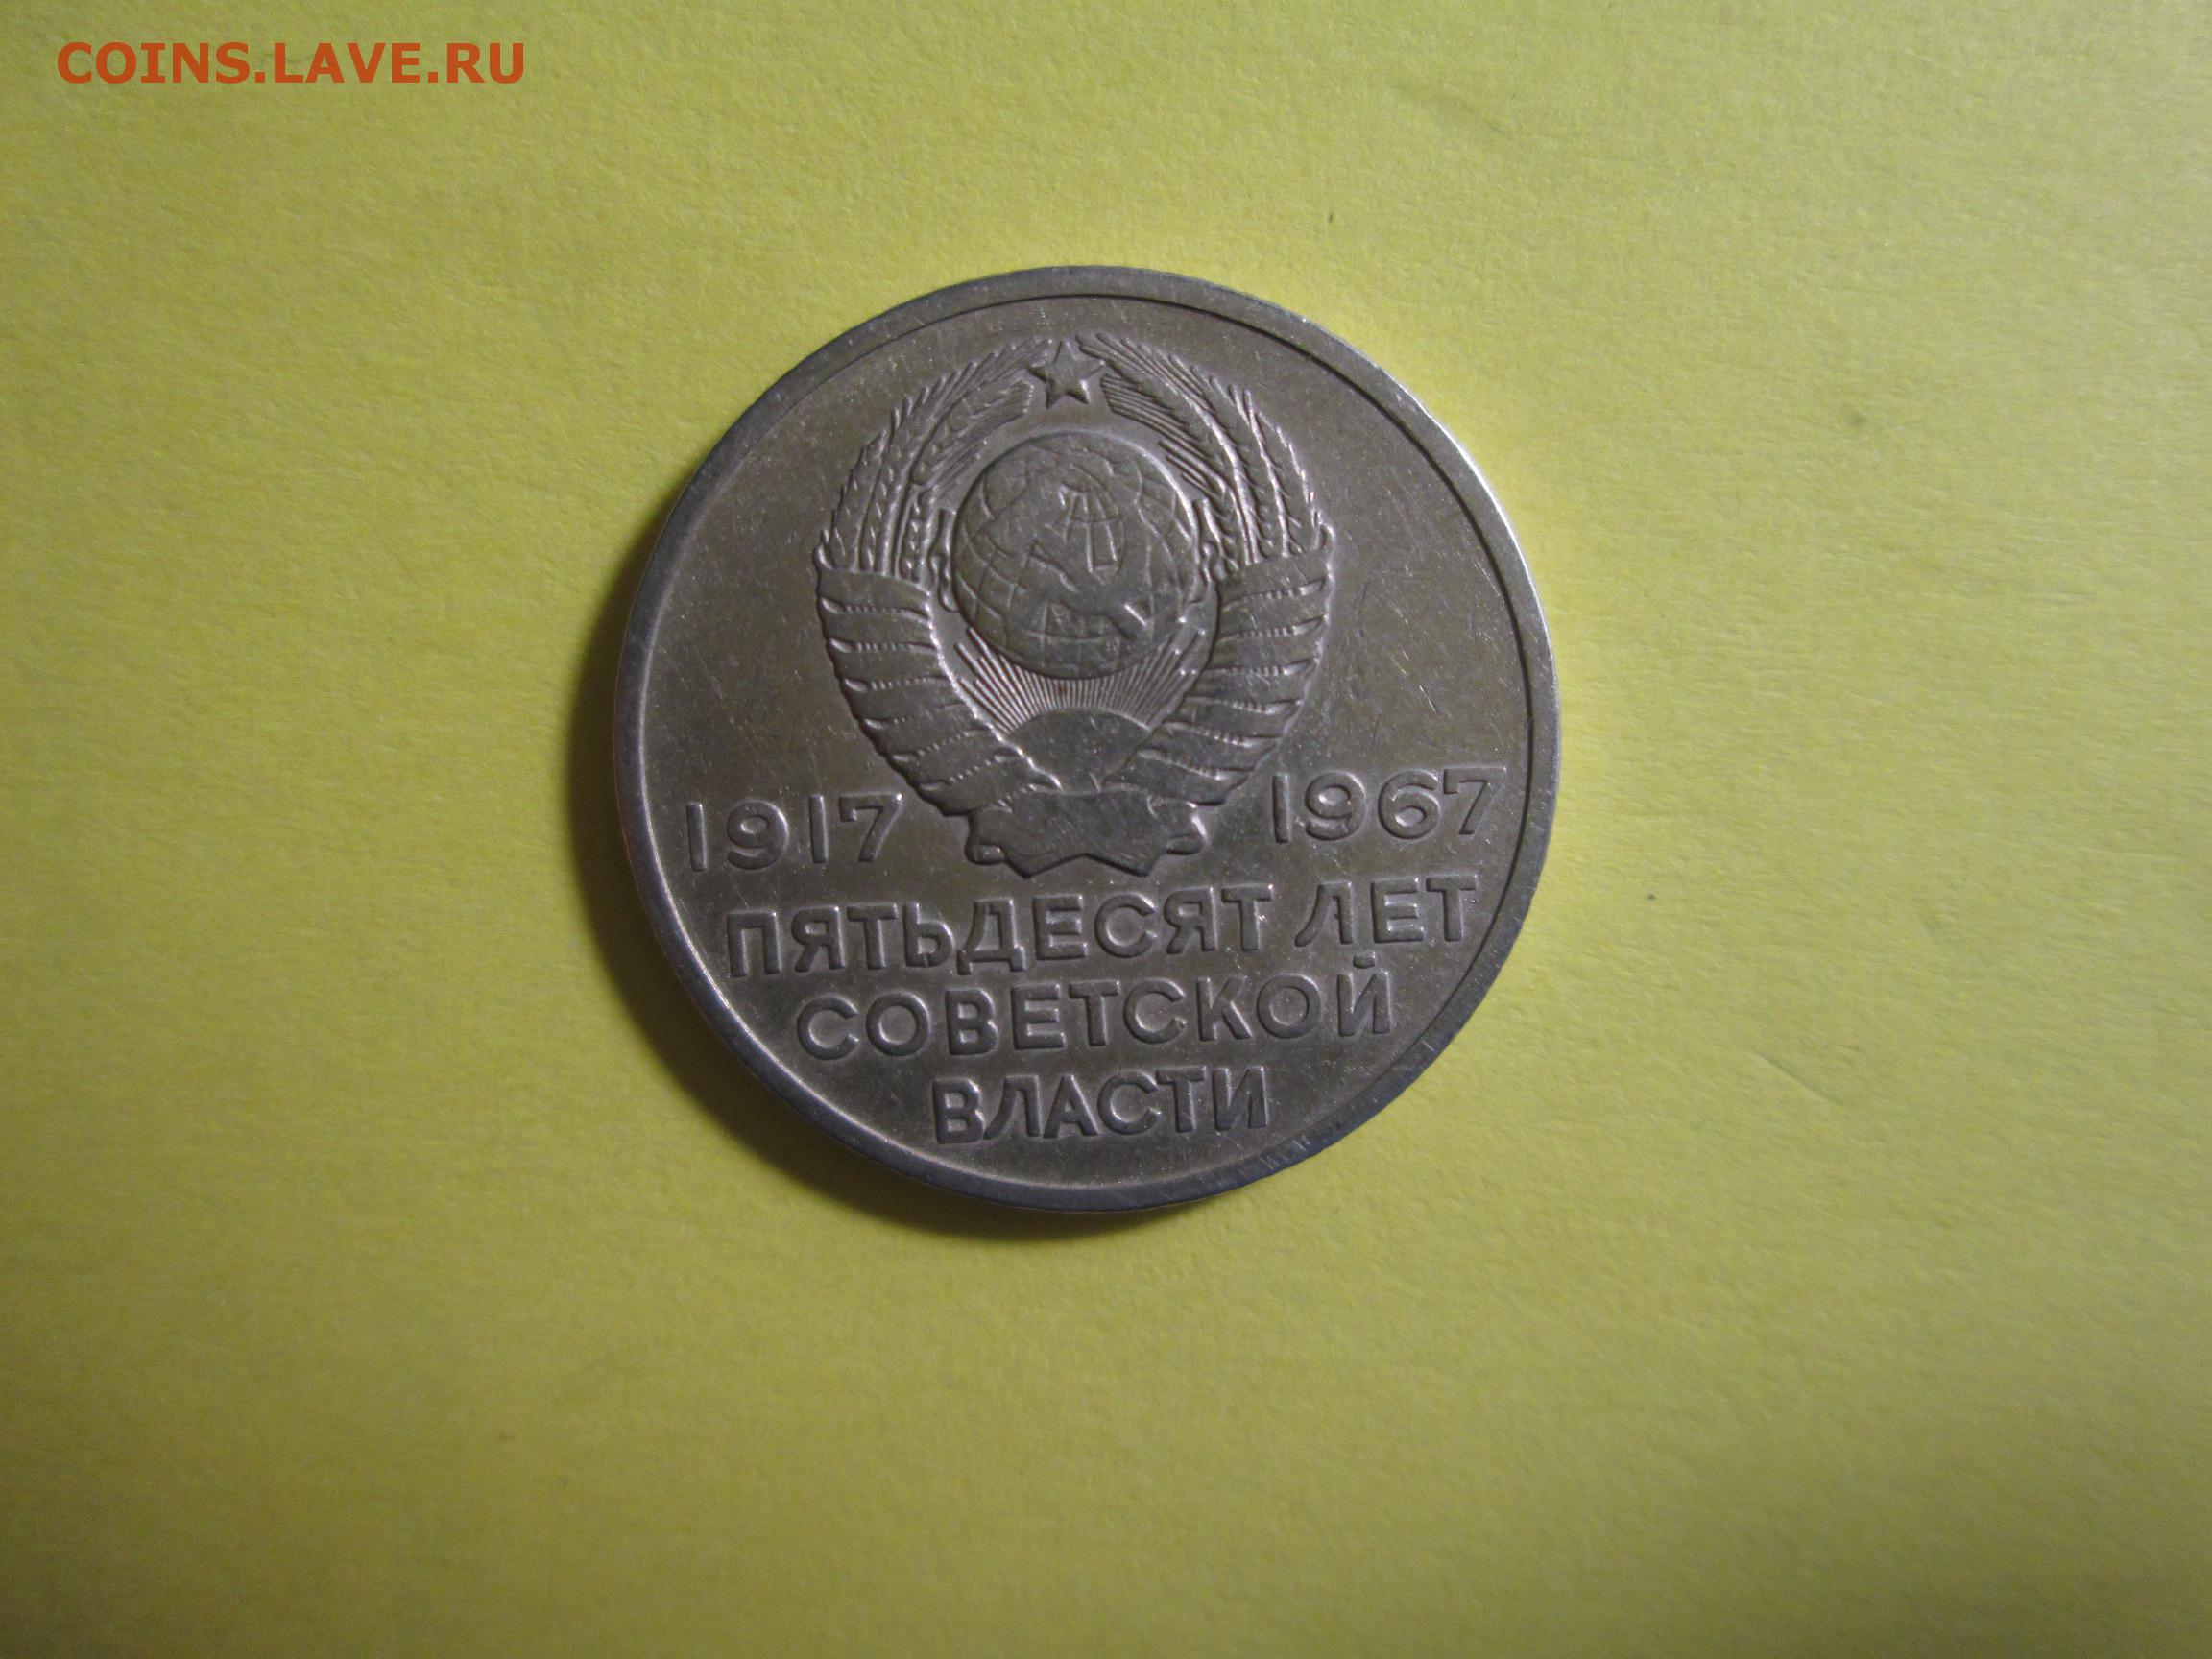 COINS.LAVE.RU
1917 1967
ПЯТЬДЕСЯТ ЛЕТ
СОВЕТСКОЙ
ВЛАСТИ